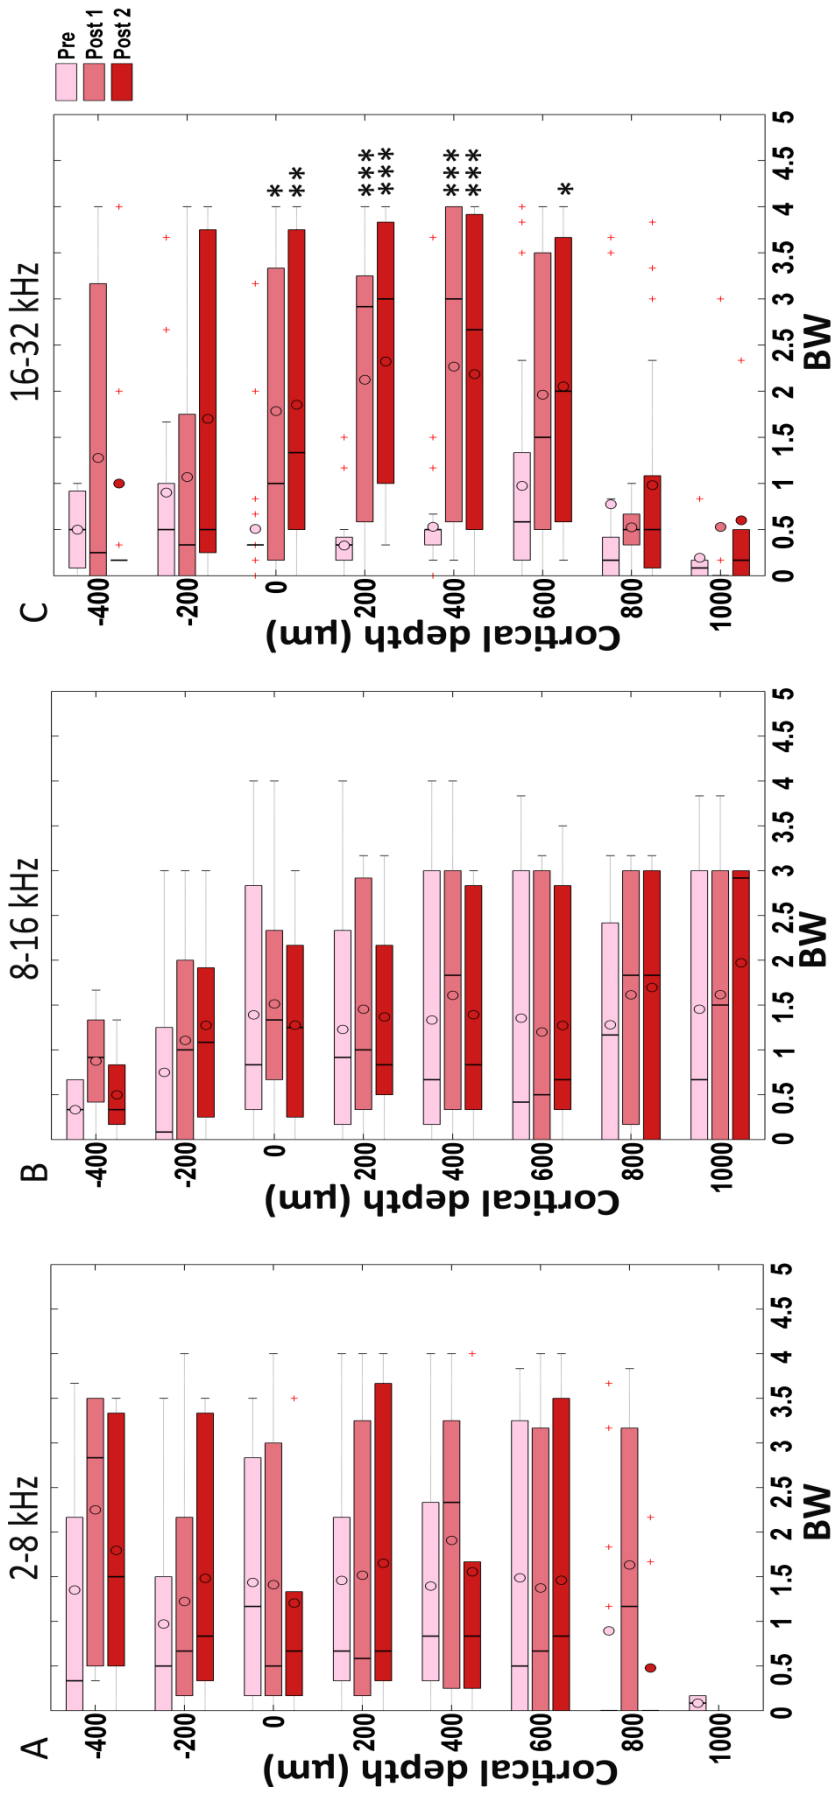 A
2-8 kHz
Cortical depth (µm)
-400
-200
0
200
400
600
800
1000
0 0.5 1 1.5 2 2.5 3 3.5 4 4.5 5
BW
B
8-16 kHz
Cortical depth (µm)
-400
-200
0
200
400
600
800
1000
0 0.5 1 1.5 2 2.5 3 3.5 4 4.5 5
BW
C
16-32 kHz
Cortical depth (µm)
-400
-200
0
*
**
200
***
***
400
***
***
600
*
800
1000
0 0.5 1 1.5 2 2.5 3 3.5 4 4.5 5
BW
Pre
Post 1
Post 2